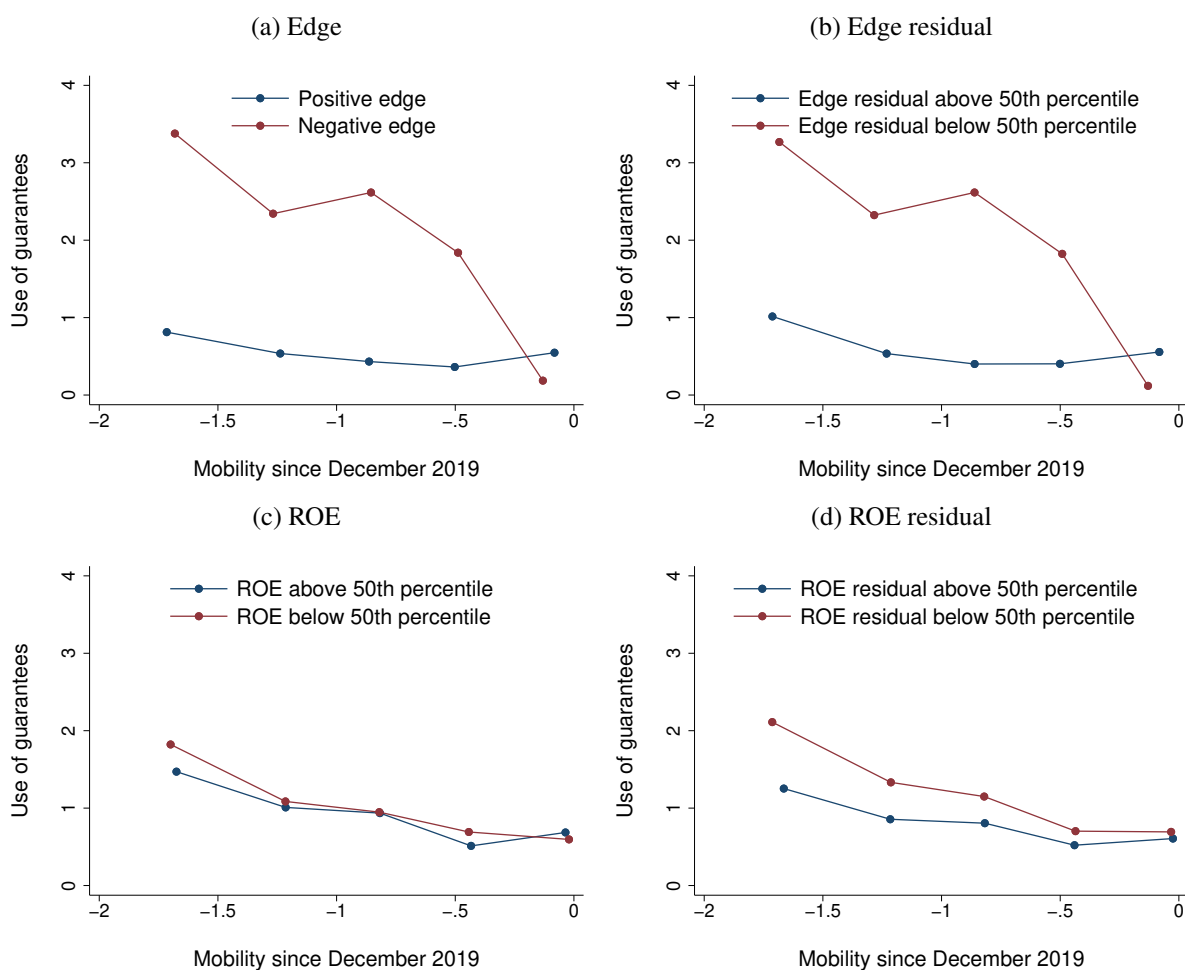 (a) Edge
Positive edge
Negative edge
Use of guarantees
4
3
2
1
0
−2
−1.5
−1
−.5
0
Mobility since December 2019
(b) Edge residual
Edge residual above 50th percentile
Edge residual below 50th percentile
Use of guarantees
4
3
2
1
0
−2
−1.5
−1
−.5
0
Mobility since December 2019
(c) ROE
ROE above 50th percentile
ROE below 50th percentile
Use of guarantees
4
3
2
1
0
−2
−1.5
−1
−.5
0
Mobility since December 2019
(d) ROE residual
ROE residual above 50th percentile
ROE residual below 50th percentile
Use of guarantees
4
3
2
1
0
−2
−1.5
−1
−.5
0
Mobility since December 2019